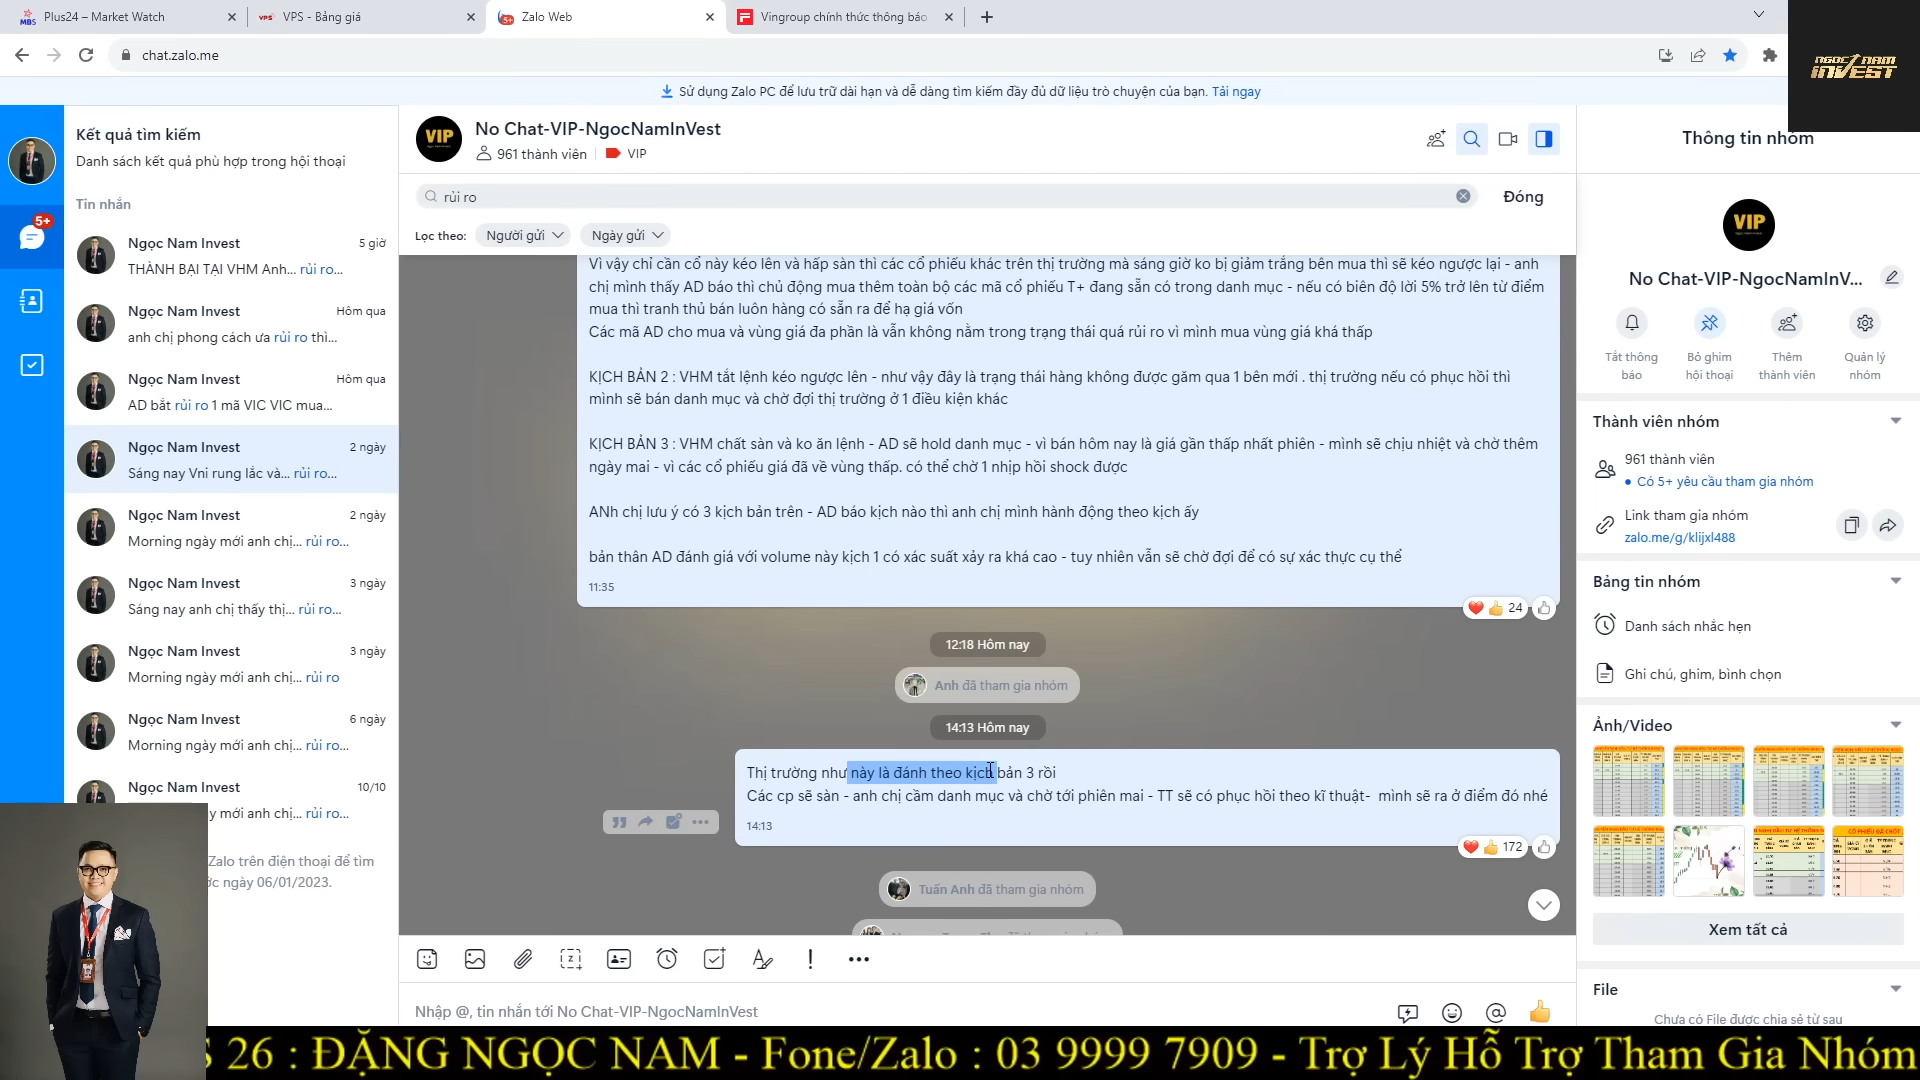 Plus24 – Market Watch
VPS - Bảng giá
Zalo Web
Vingroup chính thức thông báo
chat.zalo.me
NGOC NAM
INVEST
Sử dụng Zalo PC để lưu trữ dài hạn và dễ dàng tìm kiếm đầy đủ dữ liệu trò chuyện của bạn. Tải ngay
5+
Kết quả tìm kiếm
Danh sách kết quả phù hợp trong hội thoại
Tin nhắn
Ngọc Nam Invest 5 giờ
THÀNH BẠI TẠI VHM Anh... rủi ro...
Ngọc Nam Invest Hôm qua
anh chị phong cách ưa rủi ro thì...
Ngọc Nam Invest Hôm qua
AD bắt rủi ro 1 mã VIC VIC mua...
Ngọc Nam Invest 2 ngày
Sáng nay Vni rung lắc và... rủi ro...
Ngọc Nam Invest 2 ngày
Morning ngày mới anh chị... rủi ro...
Ngọc Nam Invest 3 ngày
Sáng nay anh chị thấy thị... rủi ro...
Ngọc Nam Invest 3 ngày
Morning ngày mới anh chị... rủi ro
Ngọc Nam Invest 6 ngày
Morning ngày mới anh chị... rủi ro...
Ngọc Nam Invest 10/10
y mới anh chị... rủi ro...
Zalo trên điện thoại để tìm
ớc ngày 06/01/2023.
VIP
No Chat-VIP-NgocNamInVest
961 thành viên VIP
rủi ro
Đóng
Lọc theo: Người gửi Ngày gửi
Vì vậy chỉ cần cổ này kéo lên và hấp sàn thì các cổ phiếu khác trên thị trường mà sáng giờ ko bị giảm trắng bên mua thì sẽ kéo ngược lại - anh
chị mình thấy AD báo thì chủ động mua thêm toàn bộ các mã cổ phiếu T+ đang sẵn có trong danh mục - nếu có biên độ lời 5% trở lên từ điểm
mua thì tranh thủ bán luôn hàng có sẵn ra để hạ giá vốn
Các mã AD cho mua và vùng giá đa phần là vẫn không nằm trong trạng thái quá rủi ro vì mình mua vùng giá khá thấp
KỊCH BẢN 2 : VHM tắt lệnh kéo ngược lên - như vậy đây là trạng thái hàng không được găm qua 1 bên mới . thị trường nếu có phục hồi thì
mình sẽ bán danh mục và chờ đợi thị trường ở 1 điều kiện khác
KỊCH BẢN 3 : VHM chất sàn và ko ăn lệnh - AD sẽ hold danh mục - vì bán hôm nay là giá gần thấp nhất phiên - mình sẽ chịu nhiệt và chờ thêm
ngày mai - vì các cổ phiếu giá đã về vùng thấp. có thể chờ 1 nhịp hồi shock được
ANh chị lưu ý có 3 kịch bản trên - AD báo kịch nào thì anh chị mình hành động theo kịch ấy
bản thân AD đánh giá với volume này kịch 1 có xác suất xảy ra khá cao - tuy nhiên vẫn sẽ chờ đợi để có sự xác thực cụ thể
11:35
24
12:18 Hôm nay
Anh đã tham gia nhóm
14:13 Hôm nay
Thị trường như này là đánh theo kịch bản 3 rồi
Các cp sẽ sàn - anh chị cầm danh mục và chờ tới phiên mai - TT sẽ có phục hồi theo kĩ thuật- mình sẽ ra ở điểm đó nhé
14:13
172
Tuấn Anh đã tham gia nhóm
Nhập @, tin nhắn tới No Chat-VIP-NgocNamInVest
Thông tin nhóm
VIP
No Chat-VIP-NgocNamInV...
Tắt thông báo
Bỏ ghim hội thoại
Thêm thành viên
Quản lý nhóm
Thành viên nhóm
961 thành viên
Có 5+ yêu cầu tham gia nhóm
Link tham gia nhóm
zalo.me/g/klijxl488
Bảng tin nhóm
Danh sách nhắc hẹn
Ghi chú, ghim, bình chọn
Ảnh/Video
Xem tất cả
File
Chưa có File được chia sẻ từ sau
S 26 : ĐẶNG NGỌC NAM - Fone/Zalo : 03 9999 7909 - Trợ Lý Hỗ Trợ Tham Gia Nhóm